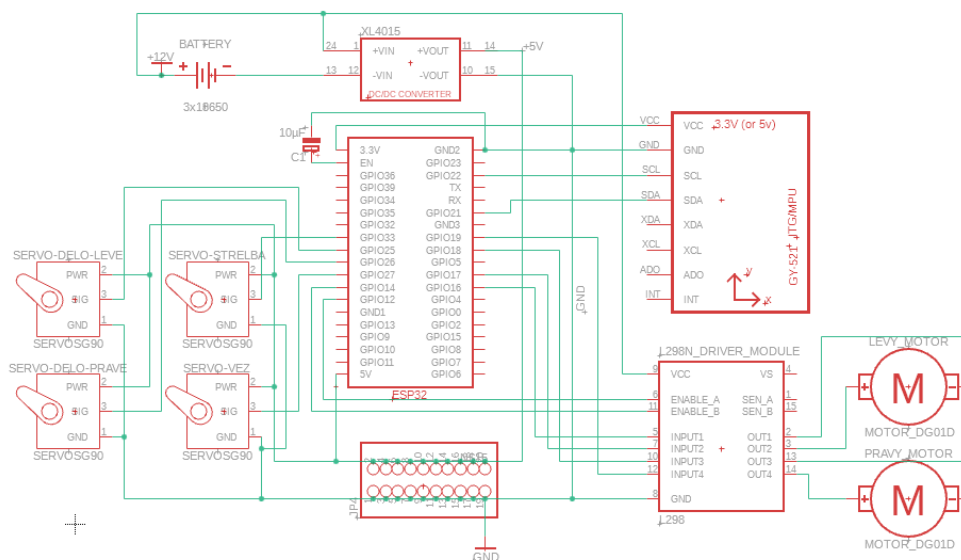 BATTERY
+12V
3x18650
XL4015
24 1 +VIN +VOUT 11 14
+5V
13 12 -VIN -VOUT 10 15
DC/DC CONVERTER
10µF
C1
3.3V GND2
EN GPIO23
GPIO36 GPIO22
GPIO39 TX
GPIO34 RX
GPIO35 GPIO21
GPIO32 GND3
GPIO33 GPIO19
GPIO25 GPIO18
GPIO26 GPIO5
GPIO27 GPIO17
GPIO14 GPIO16
GPIO12 GPIO4
GND1 GPIO0
GPIO13 GPIO2
GPIO9 GPIO15
GPIO10 GPIO8
GPIO11 GPIO7
5V GPIO6
ESP32
3.3V (or 5v)
VCC VCC
GND GND
SCL SCL
SDA SDA
XDA XDA
XCL XCL
ADO ADO
INT INT
GY-521 ITG/MPU
y
x
GND
SERVO-DELO-LEVE
PWR 2
SIG 3
GND 1
SERVOSG90
SERVO-STRELBA
PWR 2
SIG 3
GND 1
SERVOSG90
SERVO-DELO-PRAVE
PWR 2
SIG 3
GND 1
SERVOSG90
SERVO-VEZ
PWR 2
SIG 3
GND 1
SERVOSG90
JP4
GND
L298N_DRIVER_MODULE
9 VCC VS 4
6 ENABLE_A SEN_A 1
11 ENABLE_B SEN_B 15
5 INPUT1 OUT1 2
7 INPUT2 OUT2 3
10 INPUT3 OUT3 13
12 INPUT4 OUT4 14
8 GND
L298
LEVY_MOTOR
M
MOTOR_DG01D
PRAVY_MOTOR
M
MOTOR_DG01D